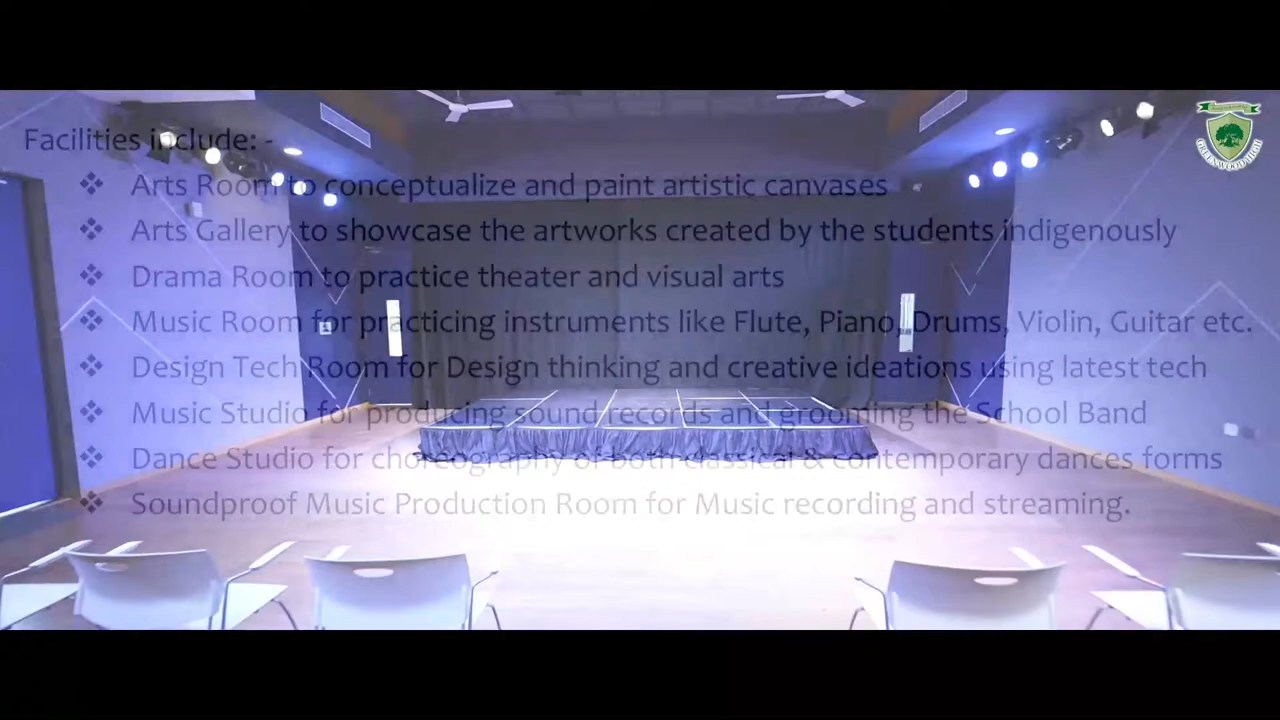 Facilities include: -
❖ Arts Room to conceptualize and paint artistic canvases
❖ Arts Gallery to showcase the artworks created by the students indigenously
❖ Drama Room to practice theater and visual arts
❖ Music Room for practicing instruments like Flute, Piano, Drums, Violin, Guitar etc.
❖ Design Tech Room for Design thinking and creative ideations using latest tech
❖ Music Studio for producing sound records and grooming the School Band
❖ Dance Studio for choreography of both classical & contemporary dances forms
❖ Soundproof Music Production Room for Music recording and streaming.
GREENWOOD HIGH